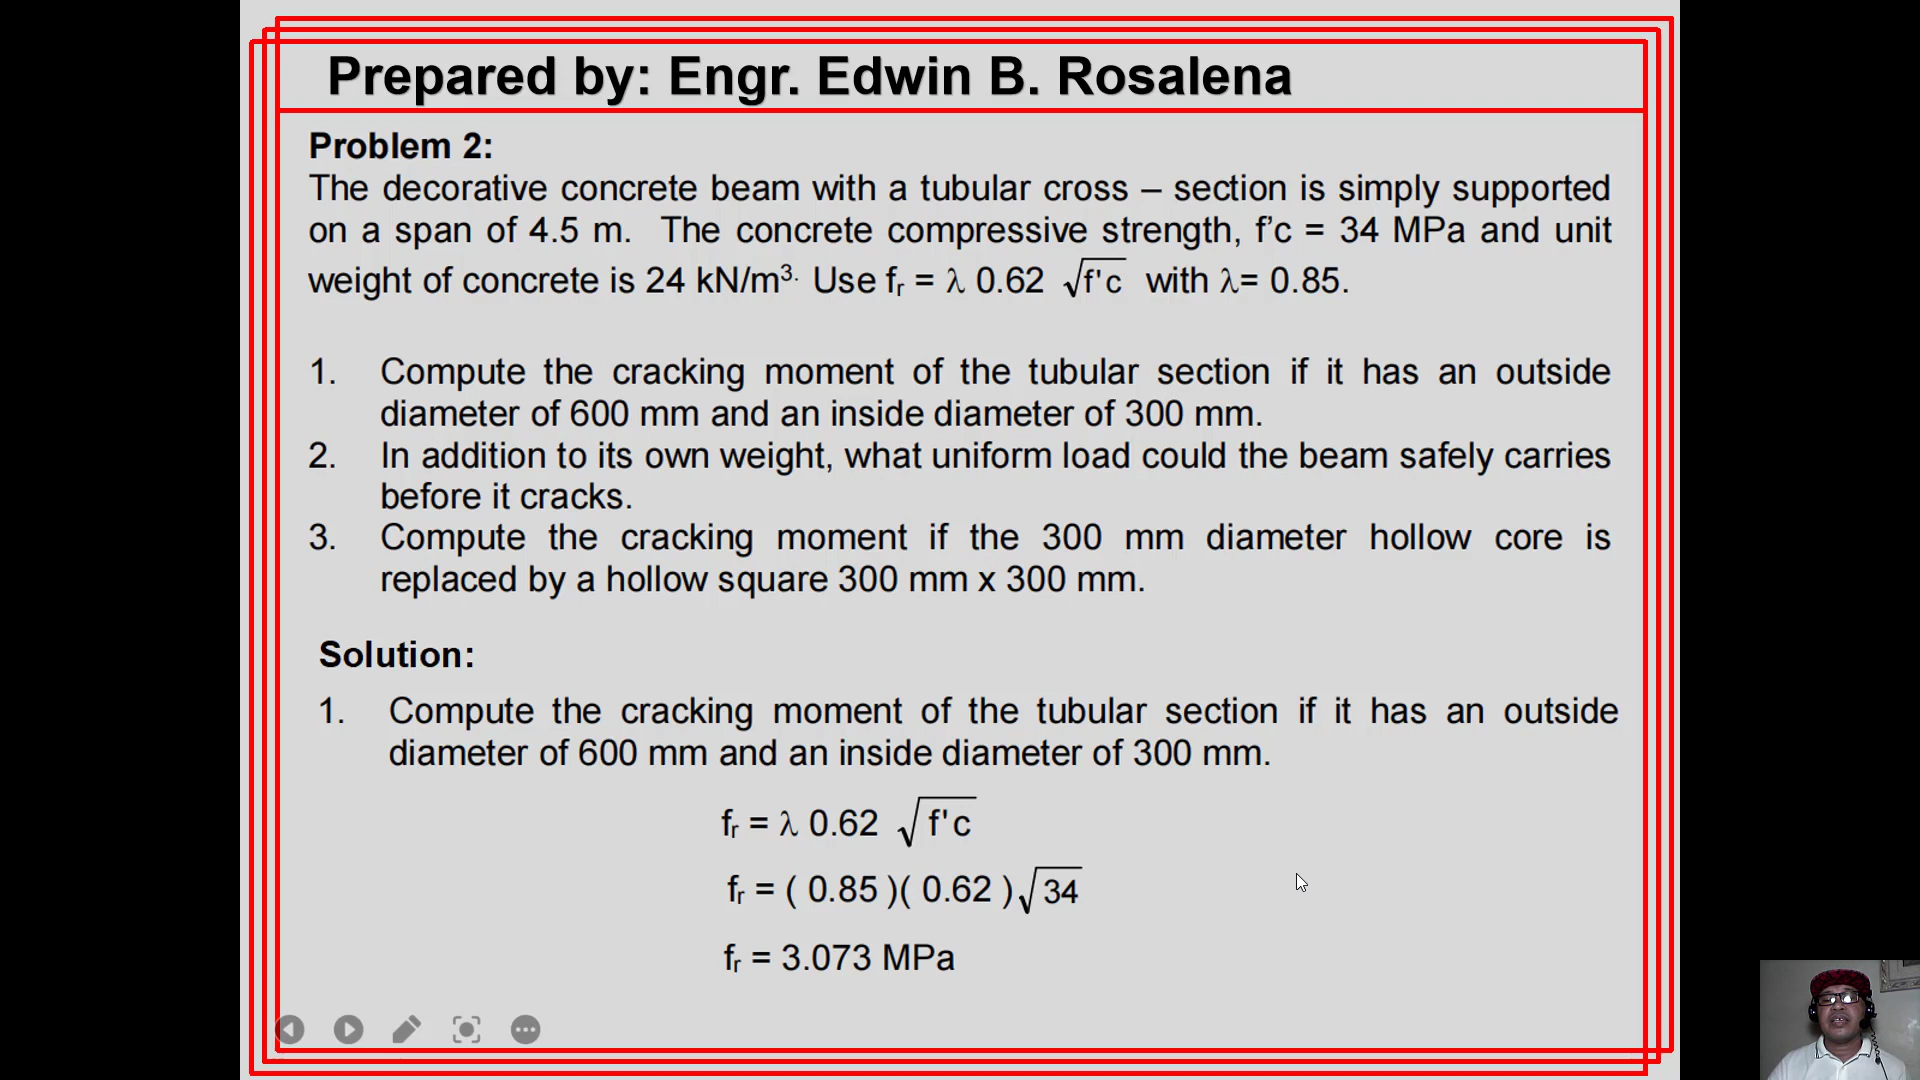 Prepared by: Engr. Edwin B. Rosalena
Problem 2:
The decorative concrete beam with a tubular cross – section is simply supported
on a span of 4.5 m. The concrete compressive strength, f’c = 34 MPa and unit
weight of concrete is 24 kN/m³. Use fᵣ = λ 0.62 √f'c with λ= 0.85.
1. Compute the cracking moment of the tubular section if it has an outside
diameter of 600 mm and an inside diameter of 300 mm.
2. In addition to its own weight, what uniform load could the beam safely carries
before it cracks.
3. Compute the cracking moment if the 300 mm diameter hollow core is
replaced by a hollow square 300 mm x 300 mm.
Solution:
1. Compute the cracking moment of the tubular section if it has an outside
diameter of 600 mm and an inside diameter of 300 mm.
fᵣ = λ 0.62 √f'c
fᵣ = ( 0.85 )( 0.62 )√34
fᵣ = 3.073 MPa